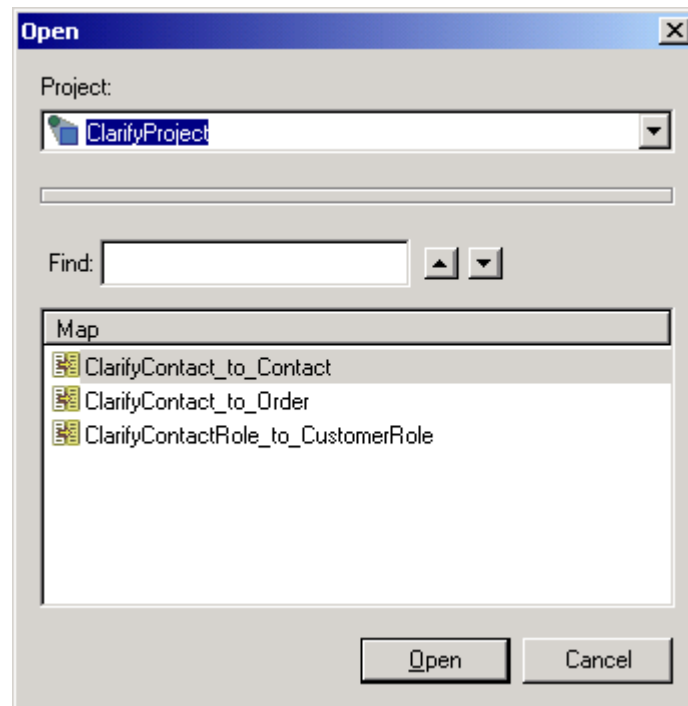 Open
Project:
ClarifyProject
Find:
Map
ClarifyContact_to_Contact
ClarifyContact_to_Order
ClarifyContactRole_to_CustomerRole
Open Cancel